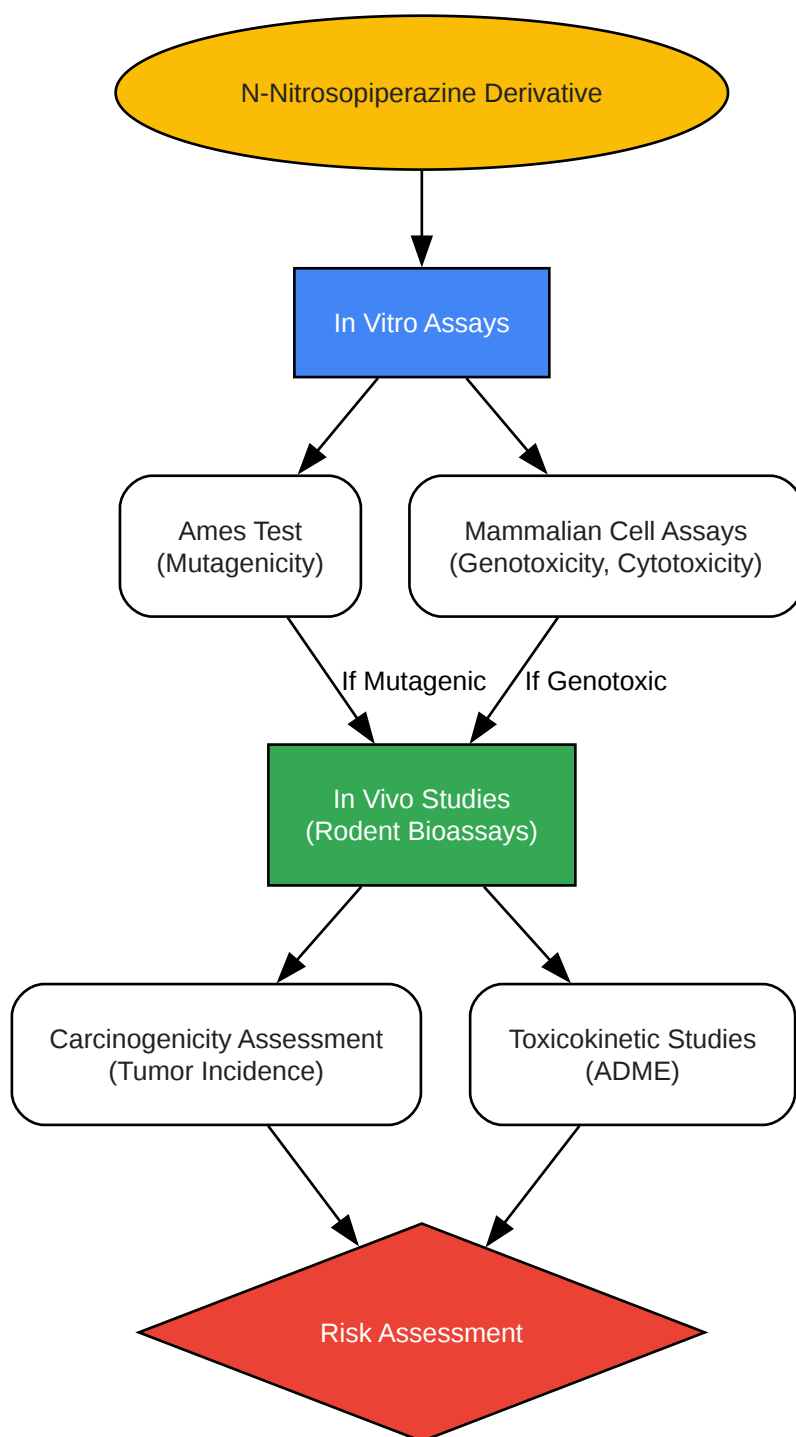 N-Nitrosopiperazine Derivative
In Vitro Assays
Ames Test
(Mutagenicity)
Mammalian Cell Assays
(Genotoxicity, Cytotoxicity)
If Mutagenic
If Genotoxic
In Vivo Studies
(Rodent Bioassays)
Carcinogenicity Assessment
(Tumor Incidence)
Toxicokinetic Studies
(ADME)
Risk Assessment